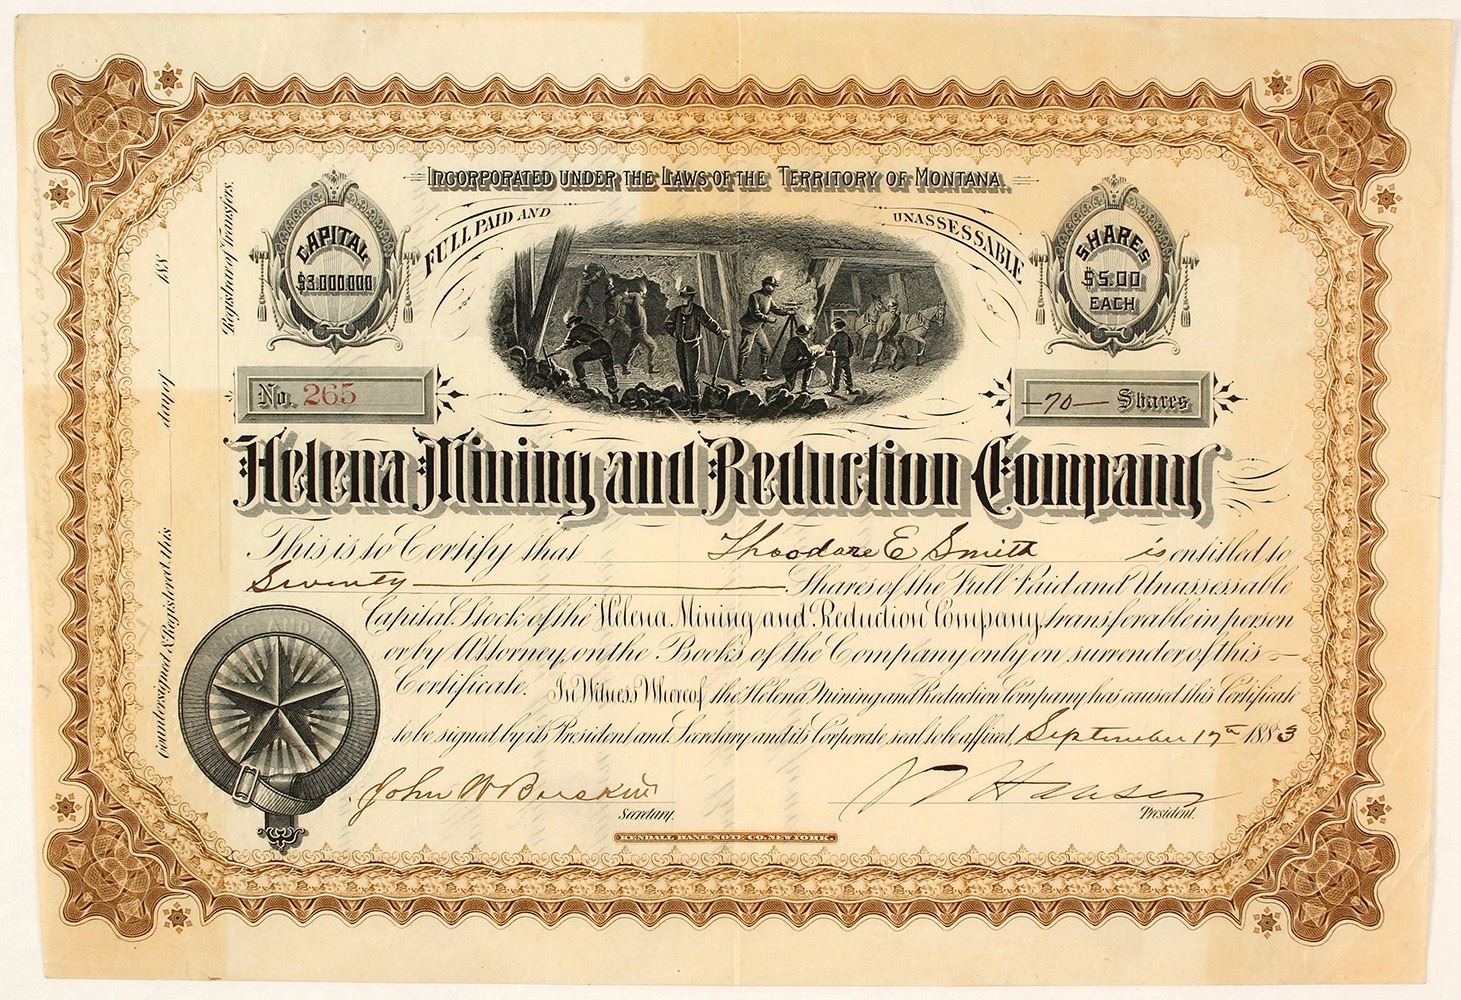 INCORPORATED UNDER THE LAWS OF THE TERRITORY OF MONTANA.
FULL PAID AND UNASSESSABLE
CAPITAL
$3.000.000
SHARES
$5.00
EACH
No. 265
-70- Shares
Helena Mining and Reduction Company
This is to Certify that Theodore E Smith is entitled to
Seventy Shares of the Full Paid and Unassessable
Capital Stock of the Helena Mining and Reduction Company, transferable in person
or by Attorney, on the Books of the Company only on surrender of this
Certificate. In Witness Whereof, the Helena Mining and Reduction Company has caused this Certificate
to be signed by its President and Secretary and its Corporate seal to be affixed, September 17th 1883
John W
Secretary.
President.
KENDALL BANK NOTE CO. NEW YORK.
Countersigned & Registered, this day of 188
Registrar of Transfers.
AND